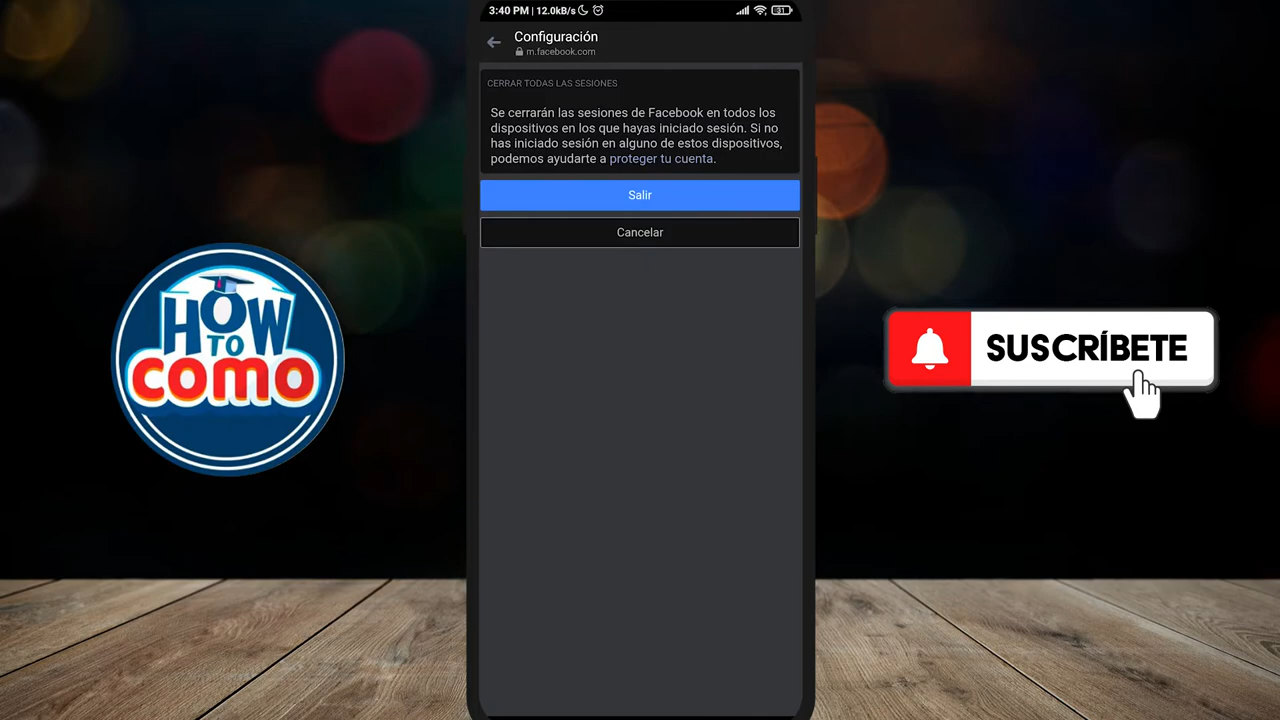 3:40 PM | 12.0kB/s
31
Configuración
m.facebook.com
CERRAR TODAS LAS SESIONES
Se cerrarán las sesiones de Facebook en todos los
dispositivos en los que hayas iniciado sesión. Si no
has iniciado sesión en alguno de estos dispositivos,
podemos ayudarte a proteger tu cuenta.
Salir
Cancelar
HOW
TO
COMO
SUSCRÍBETE